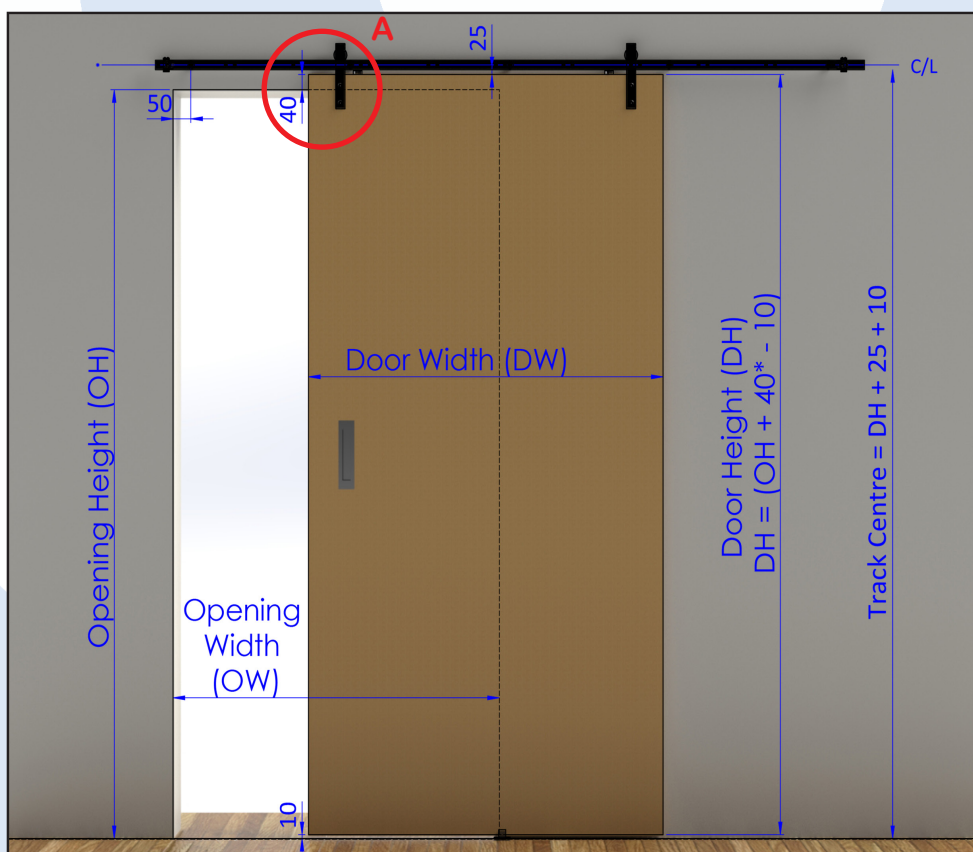 A
25
C/L
50
40
Door Width (DW)
Opening Height (OH)
Door Height (DH)
DH = (OH + 40* - 10)
Track Centre = DH + 25 + 10
Opening
Width
(OW)
10